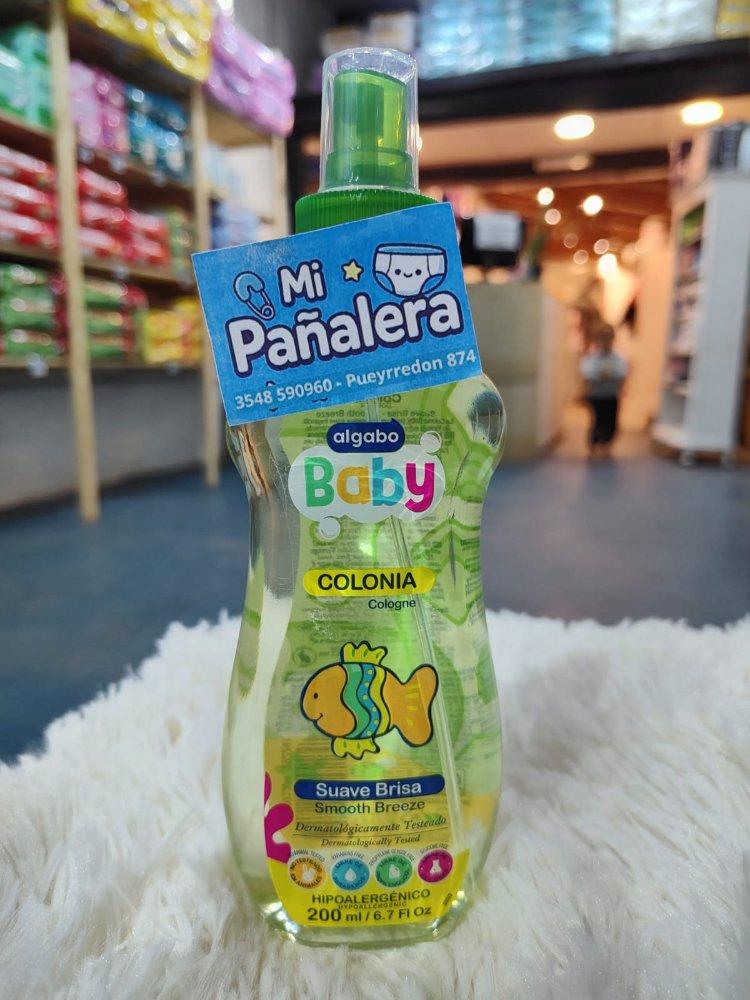 Mi
Pañalera
3548 590960 - Pueyrredon 874
algabo
Baby
COLONIA
Cologne
Suave Brisa
Smooth Breeze
Dermatológicamente Testeado
Dermatologically Tested
HIPOALERGÉNICO
HYPOALLERGENIC
200 ml / 6.7 Fl Oz